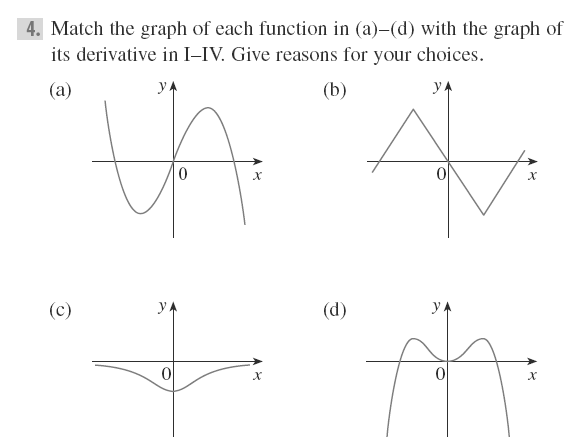 4. Match the graph of each function in (a)–(d) with the graph of
its derivative in I–IV. Give reasons for your choices.
(a) y 0 x
(b) y 0 x
(c) y 0 x
(d) y 0 x